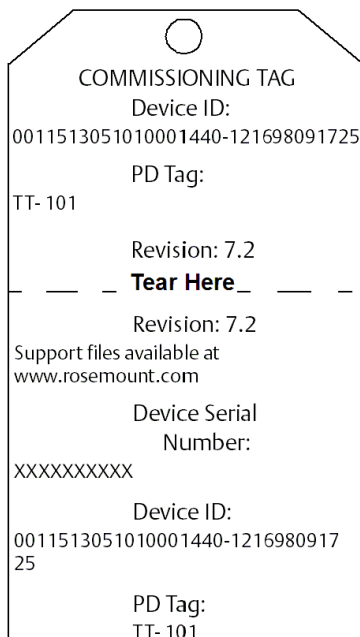 COMMISSIONING TAG
Device ID:
0011513051010001440-121698091725
PD Tag:
TT- 101
Revision: 7.2
Tear Here
Revision: 7.2
Support files available at
www.rosemount.com
Device Serial
Number:
XXXXXXXXXX
Device ID:
0011513051010001440-1216980917
25
PD Tag:
TT- 101